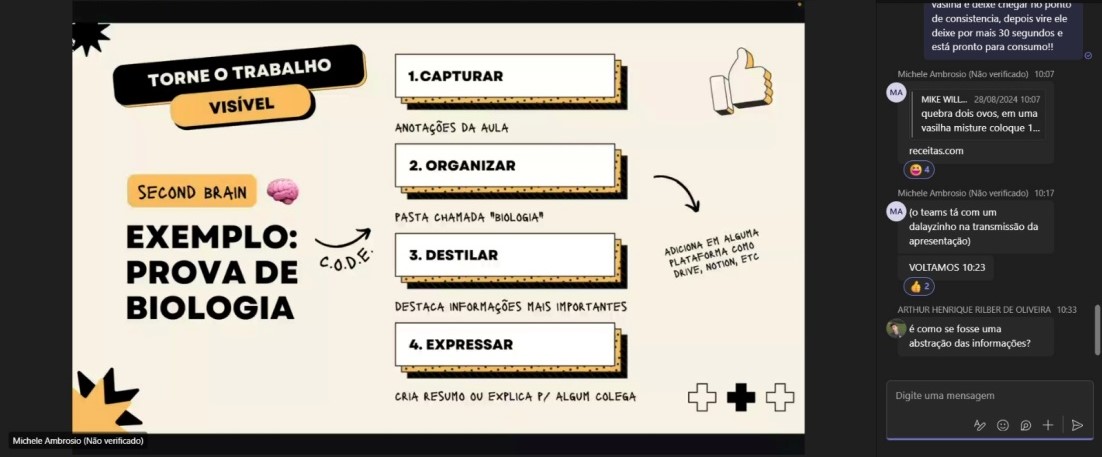 TORNE O TRABALHO
VISÍVEL
SECOND BRAIN
EXEMPLO:
PROVA DE
BIOLOGIA
C.O.D.E.
1.CAPTURAR
ANOTAÇÕES DA AULA
2. ORGANIZAR
PASTA CHAMADA "BIOLOGIA"
3. DESTILAR
DESTACA INFORMAÇÕES MAIS IMPORTANTES
4. EXPRESSAR
CRIA RESUMO OU EXPLICA P/ ALGUM COLEGA
ADICIONA EM ALGUMA
PLATAFORMA COMO
DRIVE, NOTION, ETC
Michele Ambrosio (Não verificado)
vasilha e deixe chegar no ponto
de consistencia, depois vire ele
deixe por mais 30 segundos e
está pronto para consumo!!
Michele Ambrosio (Não verificado) 10:07
MA
MIKE WILL... 28/08/2024 10:07
quebra dois ovos, em uma
vasilha misture coloque 1...
receitas.com
4
Michele Ambrosio (Não verificado) 10:17
MA
(o teams tá com um
dalayzinho na transmissão da
apresentação)
VOLTAMOS 10:23
2
ARTHUR HENRIQUE RILBER DE OLIVEIRA 10:33
é como se fosse uma
abstração das informações?
Digite uma mensagem